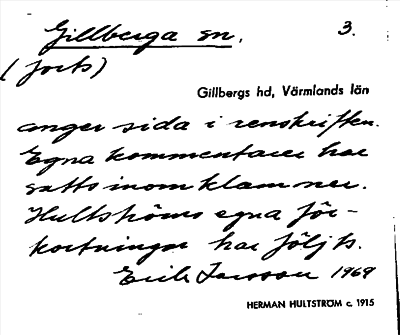 Gillberga sn. 3.
(forts)
Gillbergs hd, Värmlands län
anger sida i renskriften.
Egna kommentarer har
satts inom klammer.
Hultströms egna för-
kortningar har följts.
Erik Larsson 1969
HERMAN HULTSTRÖM c. 1915